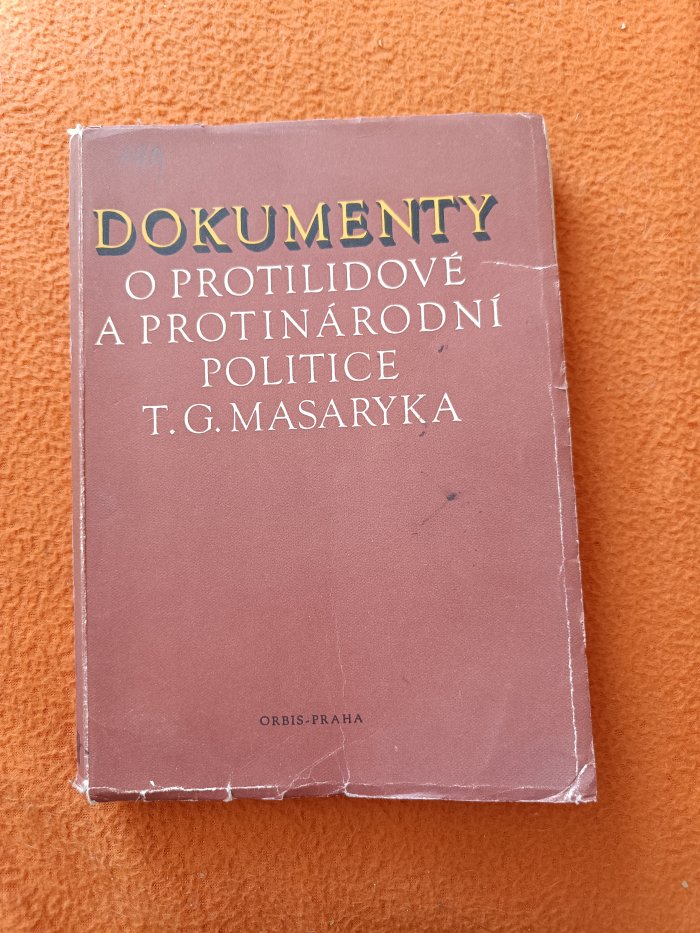 DOKUMENTY
O PROTILIDOVÉ
A PROTINÁRODNÍ
POLITICE
T. G. MASARYKA
ORBIS-PRAHA